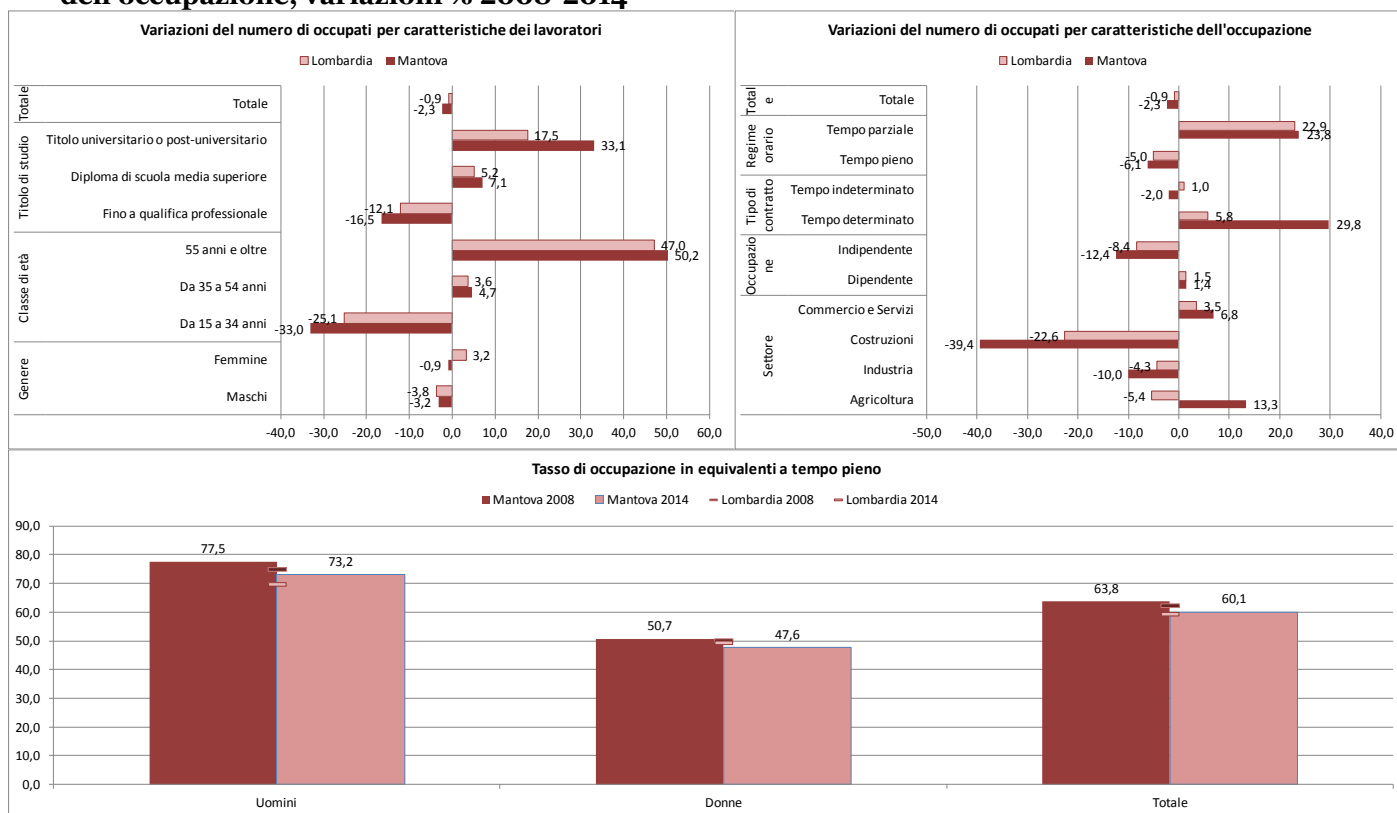 dell'occupazione, variazioni % 2008-2014
Variazioni del numero di occupati per caratteristiche dei lavoratori
Lombardia Mantova
Totale
Totale
-0,9
-2,3
Titolo di studio
Titolo universitario o post-universitario
17,5
33,1
Diploma di scuola media superiore
5,2
7,1
Fino a qualifica professionale
-12,1
-16,5
Classe di età
55 anni e oltre
47,0
50,2
Da 35 a 54 anni
3,6
4,7
Da 15 a 34 anni
-25,1
-33,0
Genere
Femmine
3,2
-0,9
Maschi
-3,8
-3,2
-40,0 -30,0 -20,0 -10,0 0,0 10,0 20,0 30,0 40,0 50,0 60,0
Variazioni del numero di occupati per caratteristiche dell'occupazione
Lombardia Mantova
Total
e
Totale
-0,9
-2,3
Regime
orario
Tempo parziale
22,9
23,8
Tempo pieno
-5,0
-6,1
Tipo di
contratto
Tempo indeterminato
1,0
-2,0
Tempo determinato
5,8
29,8
Occupazio
ne
Indipendente
-8,4
-12,4
Dipendente
1,5
1,4
Settore
Commercio e Servizi
3,5
6,8
Costruzioni
-22,6
-39,4
Industria
-4,3
-10,0
Agricoltura
-5,4
13,3
-50,0 -40,0 -30,0 -20,0 -10,0 0,0 10,0 20,0 30,0 40,0
Tasso di occupazione in equivalenti a tempo pieno
Mantova 2008 Mantova 2014 Lombardia 2008 Lombardia 2014
90,0
80,0
70,0
60,0
50,0
40,0
30,0
20,0
10,0
0,0
77,5
73,2
50,7
47,6
63,8
60,1
Uomini Donne Totale